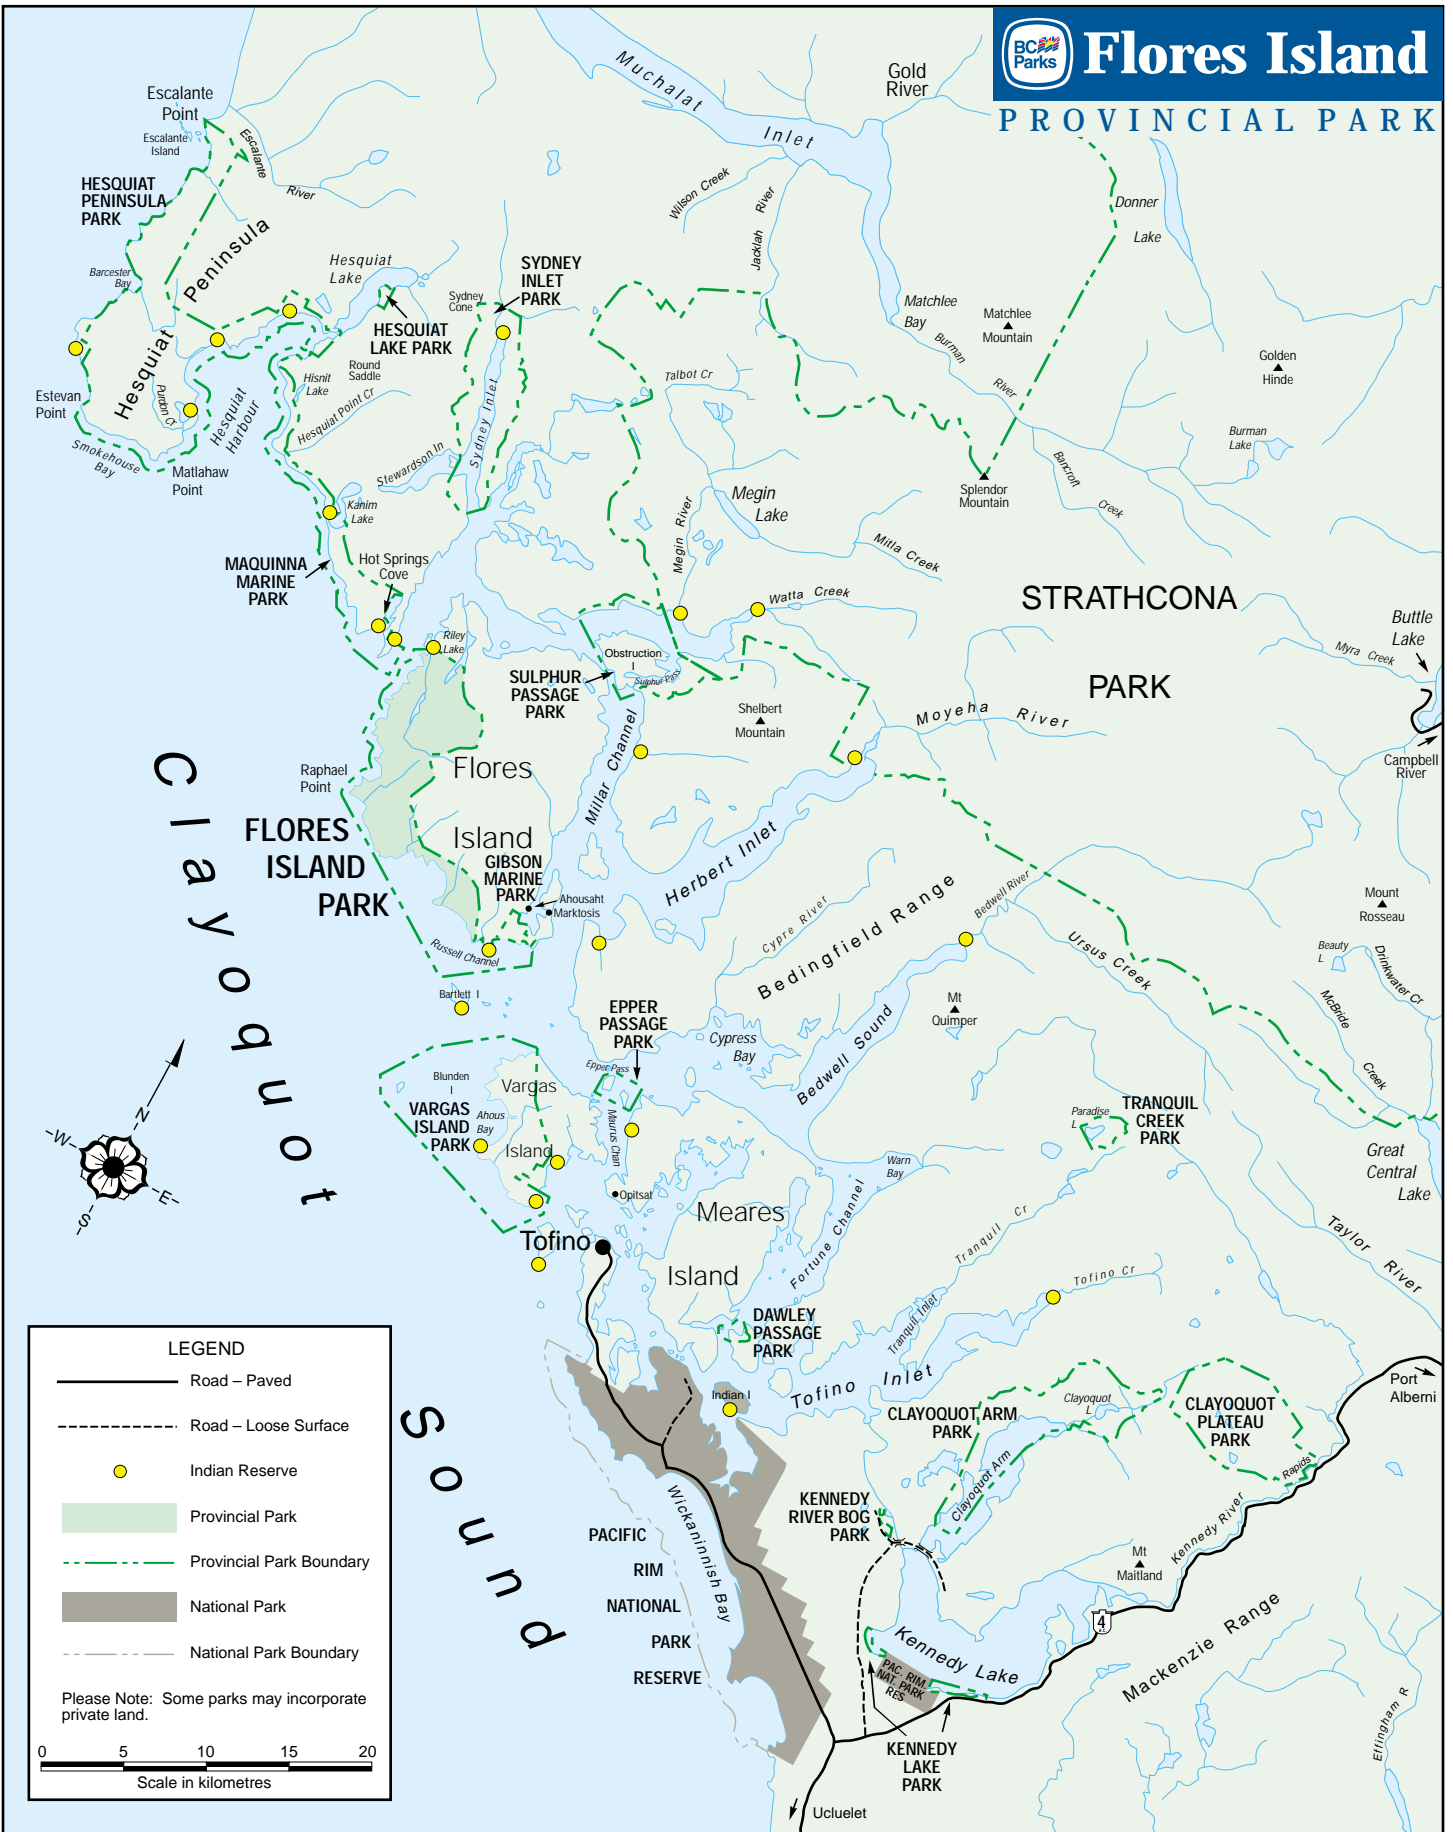 BC
Parks
Flores Island
PROVINCIAL PARK
Muchalat
Inlet
Gold
River
Escalante
Point
Escalante
Island
Escalante
River
HESQUIAT
PENINSULA
PARK
Wilson Creek
Jacklah River
Donner
Lake
Peninsula
Hesquiat
Barcester
Bay
Hesquiat
Lake
SYDNEY
INLET
PARK
Sydney
Cone
HESQUIAT
LAKE PARK
Matchlee
Bay
Matchlee
Mountain
Burman
River
Golden
Hinde
Round
Saddle
Hisnit
Lake
Talbot Cr
Estevan
Point
Purdon Cr
Hesquiat
Harbour
Hesquiat Point Cr
Sydney Inlet
Burman
Lake
Smokehouse
Bay
Matlahaw
Point
Stewardson In
Bancroft
Creek
Splendor
Mountain
Megin
Lake
Kanim
Lake
Megin River
Mitla Creek
MAQUINNA
MARINE
PARK
Hot Springs
Cove
Watta Creek
STRATHCONA
PARK
Buttle
Lake
Myra Creek
Riley
Lake
Obstruction
I
Sulphur Pass
SULPHUR
PASSAGE
PARK
Shelbert
Mountain
Moyeha River
Campbell
River
Raphael
Point
Flores
Island
Millar Channel
FLORES
ISLAND
PARK
GIBSON
MARINE
PARK
Ahousaht
Marktosis
Herbert Inlet
Russell Channel
Bedingfield Range
Cypre River
Bedwell River
Ursus Creek
Mount
Rosseau
Beauty
L
Drinkwater Cr
McBride
Creek
Bartlett I
EPPER
PASSAGE
PARK
Mt
Quimper
Cypress
Bay
Bedwell Sound
Clayoquot
Sound
Epper Pass
Blunden
I
Vargas
Island
VARGAS
ISLAND
PARK
Ahous
Bay
Maurus Chan
Paradise
L
TRANQUIL
CREEK
PARK
Great
Central
Lake
N
W
E
S
Warn
Bay
Opitsat
Meares
Island
Fortune Channel
Tranquil Cr
Taylor River
Tofino
Tofino Cr
DAWLEY
PASSAGE
PARK
Tranquil Inlet
Tofino Inlet
Indian I
Port
Alberni
CLAYOQUOT ARM
PARK
Clayoquot
L
CLAYOQUOT
PLATEAU
PARK
Clayoquot Arm
Rapids
KENNEDY
RIVER BOG
PARK
Kennedy River
Mt
Maitland
4
Wickaninnish Bay
PACIFIC
RIM
NATIONAL
PARK
RESERVE
Kennedy Lake
PAC. RIM.
NAT. PARK
RES
Mackenzie Range
Effingham R
KENNEDY
LAKE
PARK
Ucluelet
LEGEND
Road – Paved
Road – Loose Surface
Indian Reserve
Provincial Park
Provincial Park Boundary
National Park
National Park Boundary
Please Note: Some parks may incorporate
private land.
0 5 10 15 20
Scale in kilometres